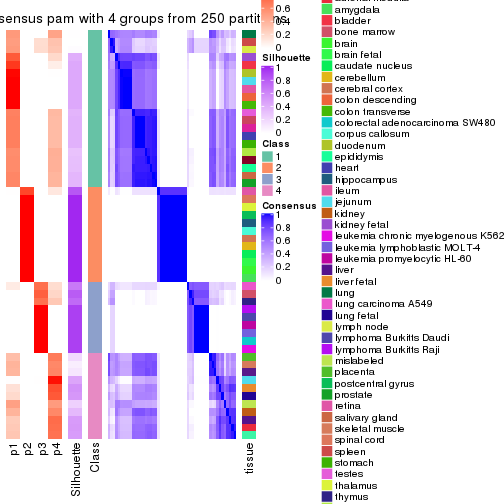 sensus pam with 4 groups from 250 partitions
0.6
0.4
0.2
0
Silhouette
1
0.8
0.6
0.4
0.2
0
Class
1
2
3
4
Consensus
1
0.8
0.6
0.4
0.2
0
p1
p2
p3
p4
Silhouette
Class
tissue
amygdala
bladder
bone marrow
brain
brain fetal
caudate nucleus
cerebellum
cerebral cortex
colon descending
colon transverse
colorectal adenocarcinoma SW480
corpus callosum
duodenum
epididymis
heart
hippocampus
ileum
jejunum
kidney
kidney fetal
leukemia chronic myelogenous K562
leukemia lymphoblastic MOLT-4
leukemia promyelocytic HL-60
liver
liver fetal
lung
lung carcinoma A549
lung fetal
lymph node
lymphoma Burkitts Daudi
lymphoma Burkitts Raji
mislabeled
placenta
postcentral gyrus
prostate
retina
salivary gland
skeletal muscle
spinal cord
spleen
stomach
testes
thalamus
thymus